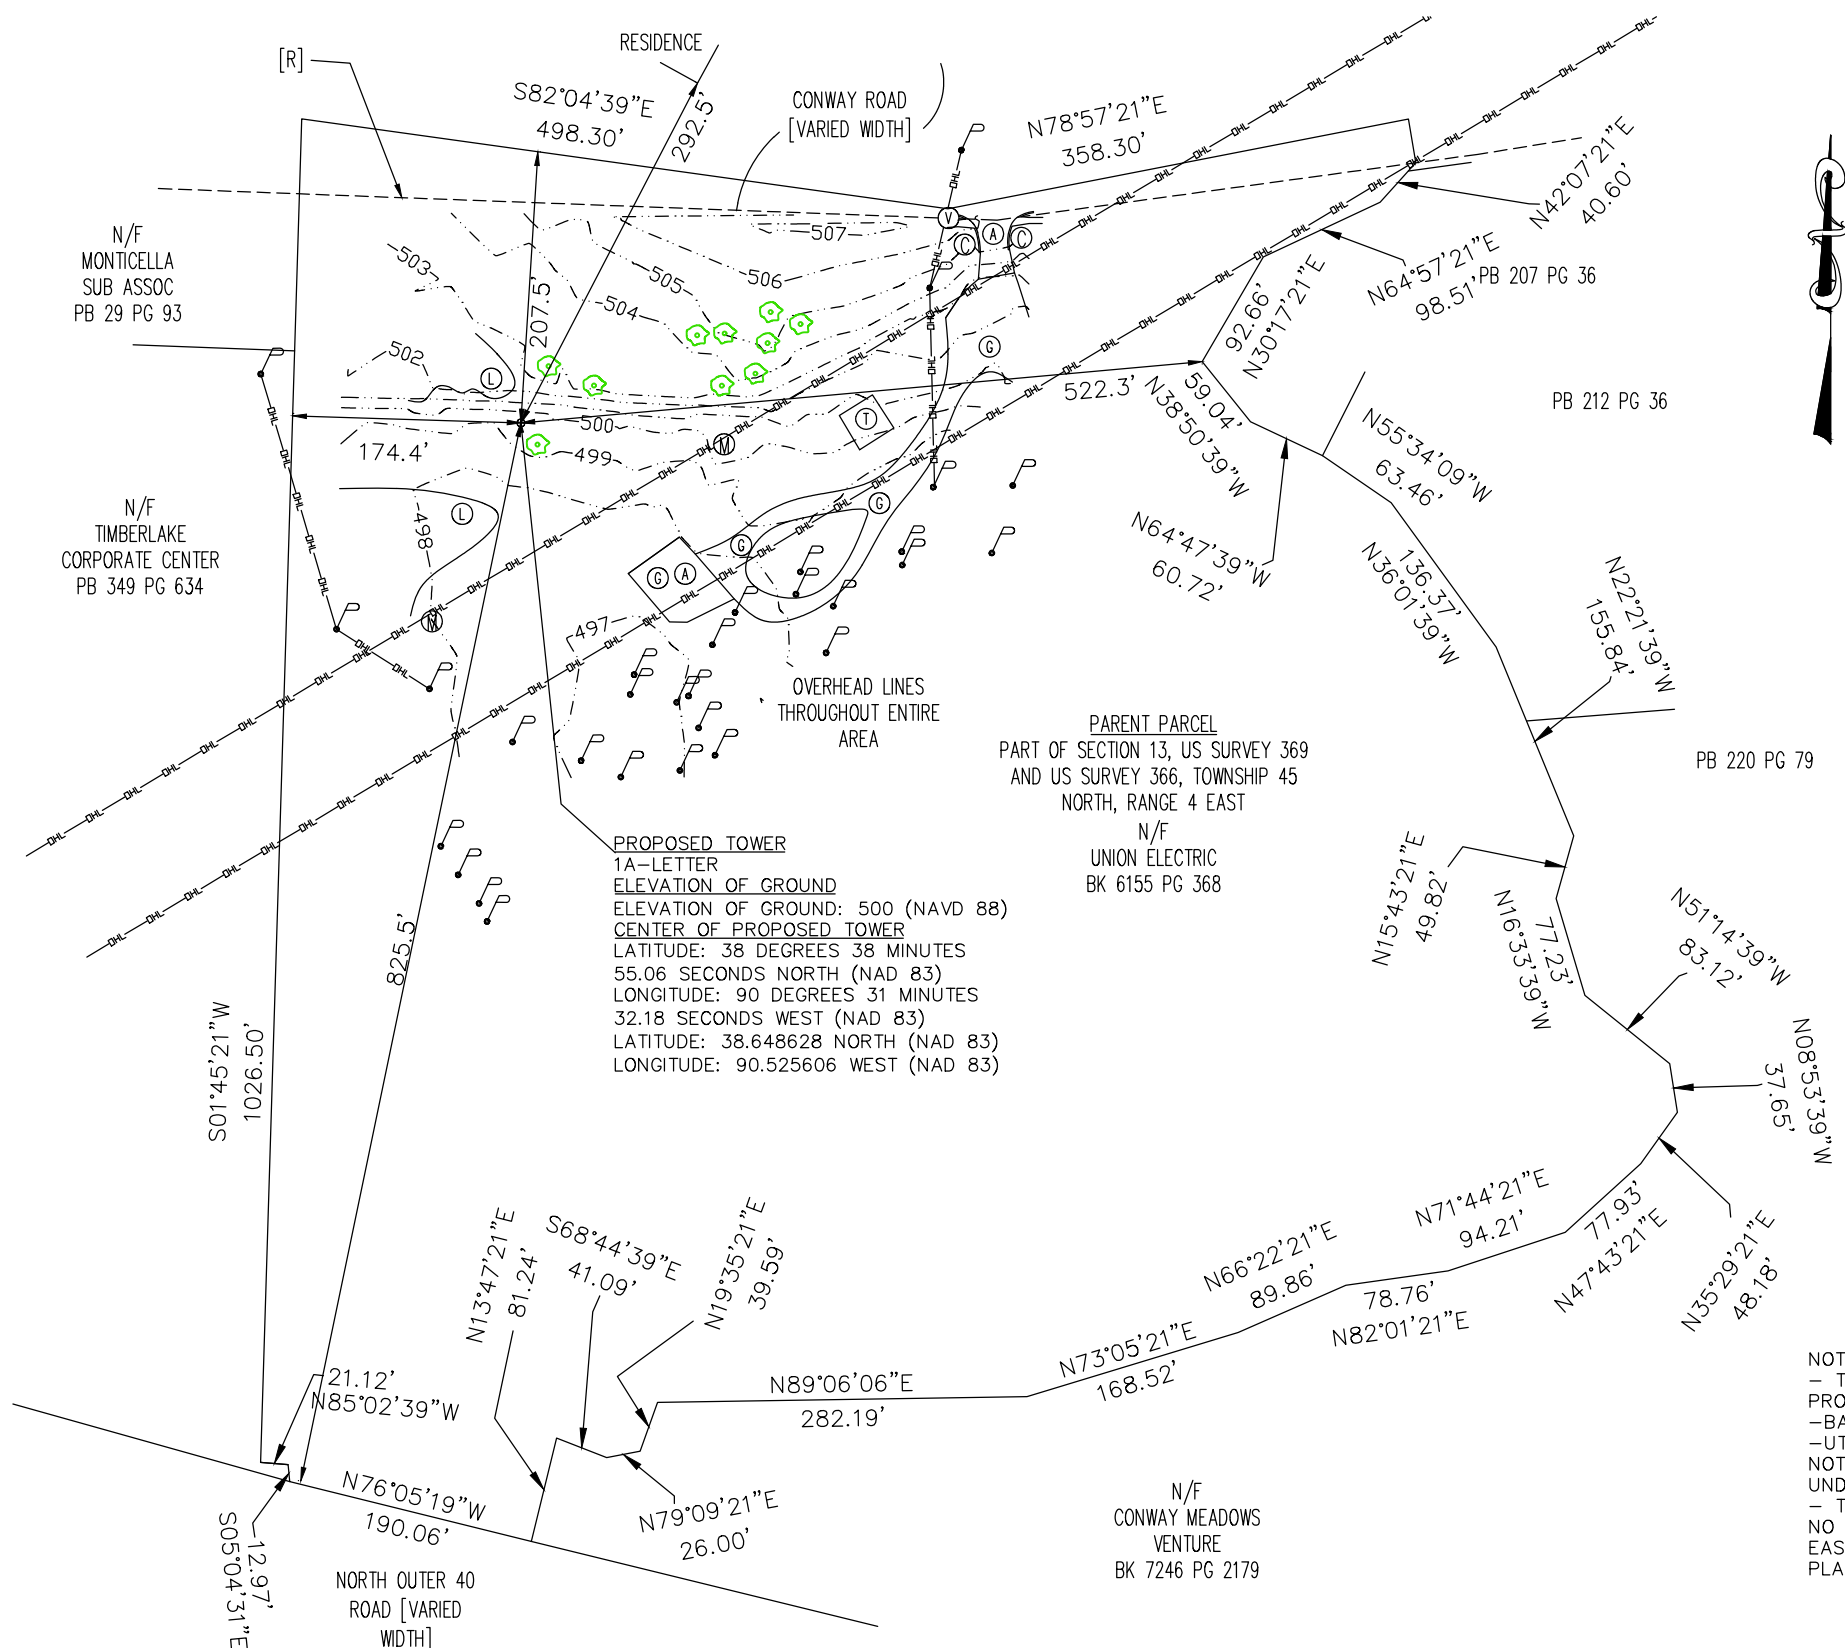 [R]
RESIDENCE
S82°04'39"E
498.30'
292.5'
CONWAY ROAD
[VARIED WIDTH]
N78°57'21"E
358.30'
N42°07'21"E
40.60'
N64°57'21"E
98.51'
PB 207 PG 36
92.66'
N30°17'21"E
N/F
MONTICELLA
SUB ASSOC
PB 29 PG 93
507
506
505
504
503
502
500
499
498
497
207.5'
522.3'
174.4'
V
C
A
C
G
L
T
M
L
G
G
G
A
M
OHL
59.04'
N38°50'39"W
N55°34'09"W
63.46'
PB 212 PG 36
N64°47'39"W
60.72'
136.37'
N36°01'39"W
N22°21'39"W
155.84'
N/F
TIMBERLAKE
CORPORATE CENTER
PB 349 PG 634
OVERHEAD LINES
THROUGHOUT ENTIRE
AREA
PARENT PARCEL
PART OF SECTION 13, US SURVEY 369
AND US SURVEY 366, TOWNSHIP 45
NORTH, RANGE 4 EAST
N/F
UNION ELECTRIC
BK 6155 PG 368
PB 220 PG 79
PROPOSED TOWER
1A-LETTER
ELEVATION OF GROUND
ELEVATION OF GROUND: 500 (NAVD 88)
CENTER OF PROPOSED TOWER
LATITUDE: 38 DEGREES 38 MINUTES
55.06 SECONDS NORTH (NAD 83)
LONGITUDE: 90 DEGREES 31 MINUTES
32.18 SECONDS WEST (NAD 83)
LATITUDE: 38.648628 NORTH (NAD 83)
LONGITUDE: 90.525606 WEST (NAD 83)
825.5'
S01°45'21"W
1026.50'
N15°43'21"E
49.82'
77.23'
N16°33'39"W
N51°14'39"W
83.12'
N08°53'39"W
37.65'
N35°29'21"E
48.18'
77.93'
N47°43'21"E
N71°44'21"E
94.21'
78.76'
N82°01'21"E
N66°22'21"E
89.86'
N73°05'21"E
168.52'
N89°06'06"E
282.19'
N19°35'21"E
39.59'
S68°44'39"E
41.09'
N13°47'21"E
81.24'
N79°09'21"E
26.00'
21.12'
N85°02'39"W
N76°05'19"W
190.06'
12.97'
S05°04'31"E
NORTH OUTER 40
ROAD [VARIED
WIDTH]
N/F
CONWAY MEADOWS
VENTURE
BK 7246 PG 2179
NOT
- T
PRO
-BA
-UT
NOT
UND
- T
NO
EAS
PLA